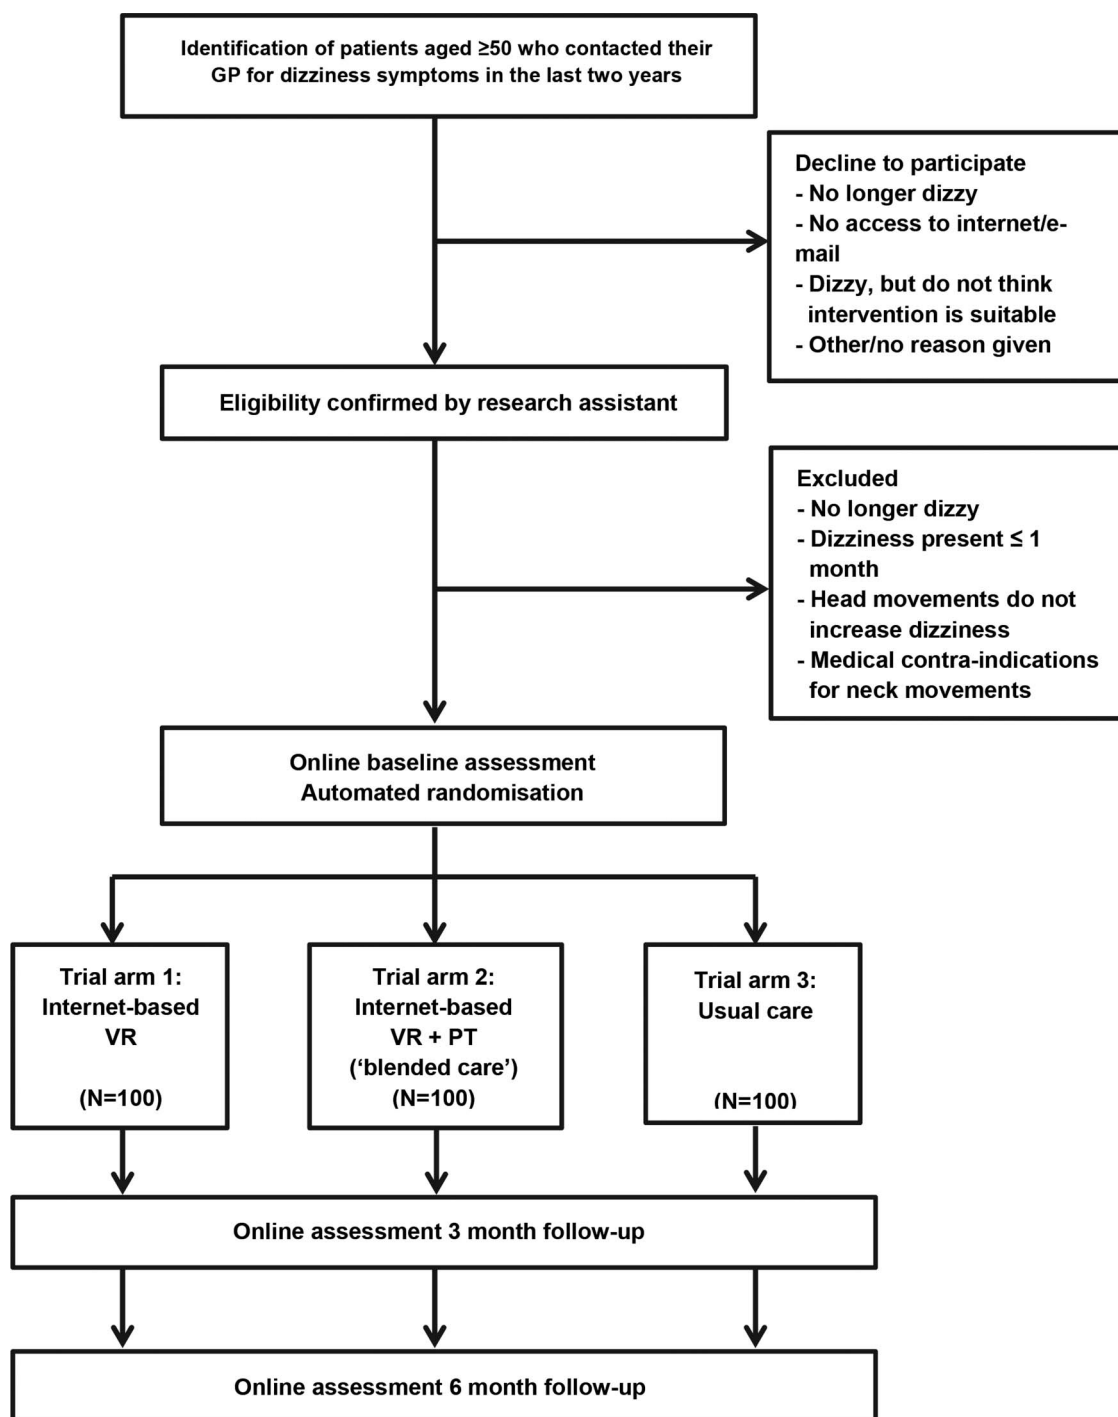 Identification of patients aged ≥50 who contacted their
GP for dizziness symptoms in the last two years
Decline to participate
- No longer dizzy
- No access to internet/e-
mail
- Dizzy, but do not think
intervention is suitable
- Other/no reason given
Eligibility confirmed by research assistant
Excluded
- No longer dizzy
- Dizziness present ≤ 1
month
- Head movements do not
increase dizziness
- Medical contra-indications
for neck movements
Online baseline assessment
Automated randomisation
Trial arm 1:
Internet-based
VR
(N=100)
Trial arm 2:
Internet-based
VR + PT
(‘blended care’)
(N=100)
Trial arm 3:
Usual care
(N=100)
Online assessment 3 month follow-up
Online assessment 6 month follow-up